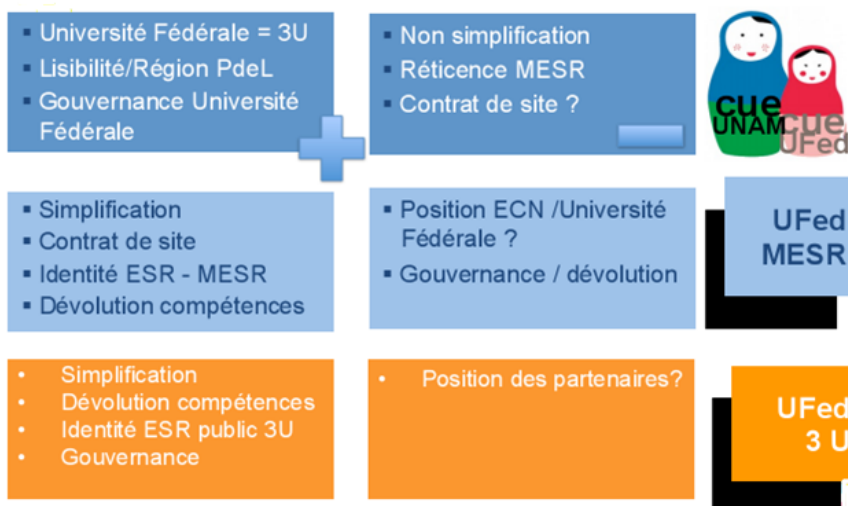 ▪ Université Fédérale = 3U
▪ Lisibilité/Région PdeL
▪ Gouvernance Université
Fédérale
▪ Non simplification
▪ Réticence MESR
▪ Contrat de site ?
cue
UNAM
cue
UFed
▪ Simplification
▪ Contrat de site
▪ Identité ESR - MESR
▪ Dévolution compétences
▪ Position ECN /Université
Fédérale ?
▪ Gouvernance / dévolution
UFed
MESR
• Simplification
• Dévolution compétences
• Identité ESR public 3U
• Gouvernance
• Position des partenaires?
UFed
3 U